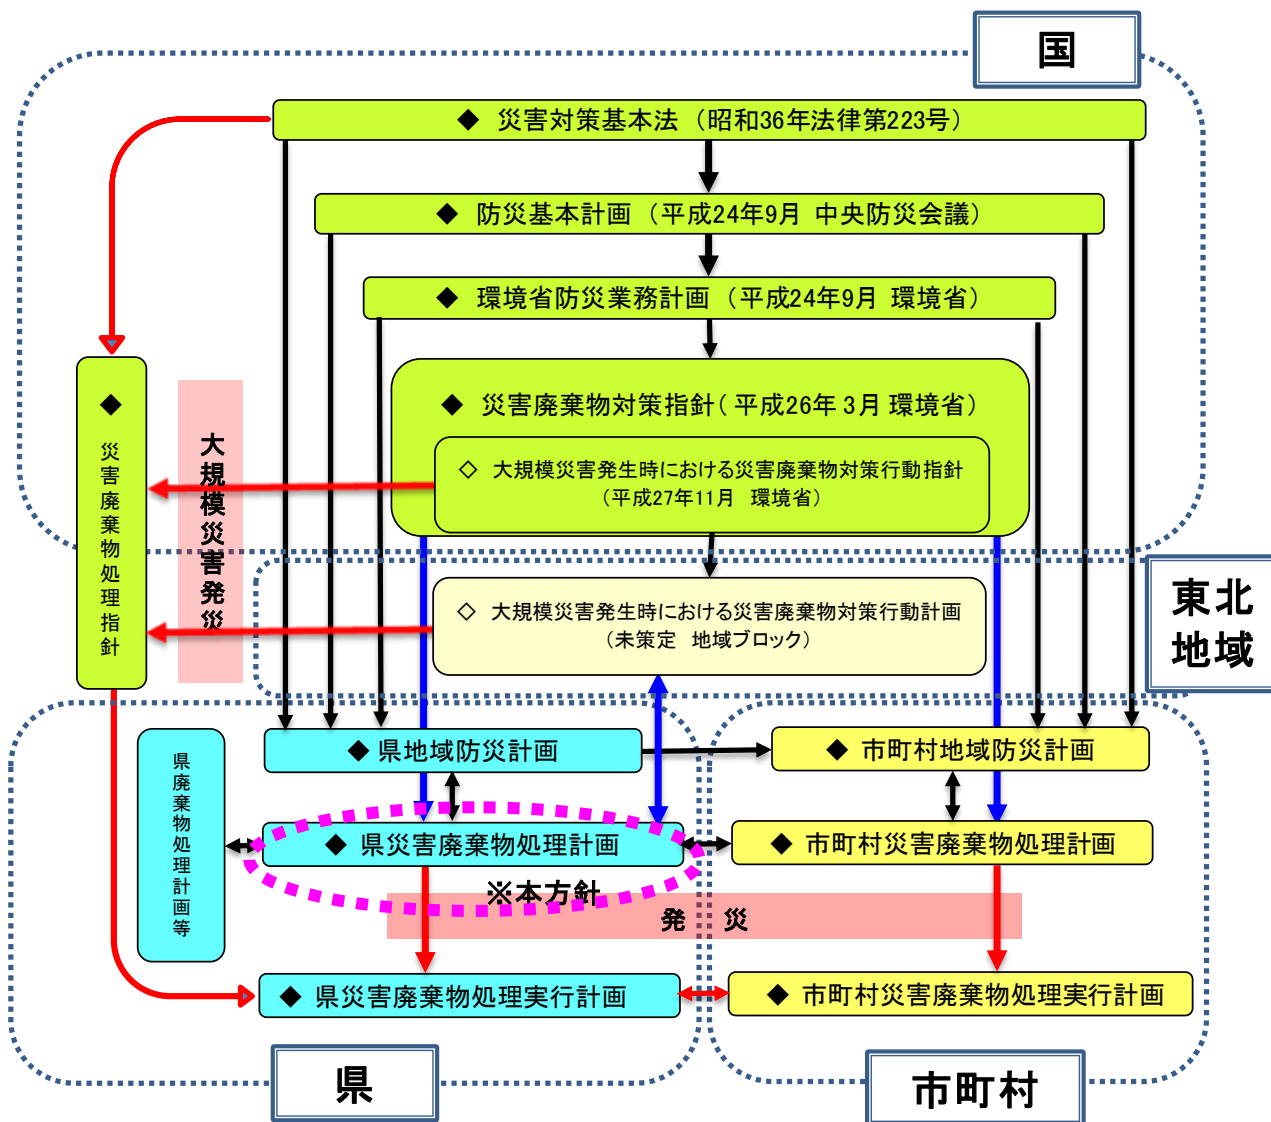 国
◆ 災害対策基本法 （昭和36年法律第223号）
◆ 防災基本計画 （平成24年9月 中央防災会議）
◆ 環境省防災業務計画 （平成24年9月 環境省）
◆ 災害廃棄物対策指針（ 平成26年 3月 環境省）
◇ 大規模災害発生時における災害廃棄物対策行動指針
（平成27年11月 環境省）
◆ 災害廃棄物処理指針
大規模災害発災
東北
地域
◇ 大規模災害発生時における災害廃棄物対策行動計画
（未策定 地域ブロック）
◆ 県地域防災計画
◆ 市町村地域防災計画
県廃棄物処理計画等
◆ 県災害廃棄物処理計画
◆ 市町村災害廃棄物処理計画
※本方針
発 災
◆ 県災害廃棄物処理実行計画
◆ 市町村災害廃棄物処理実行計画
県
市町村